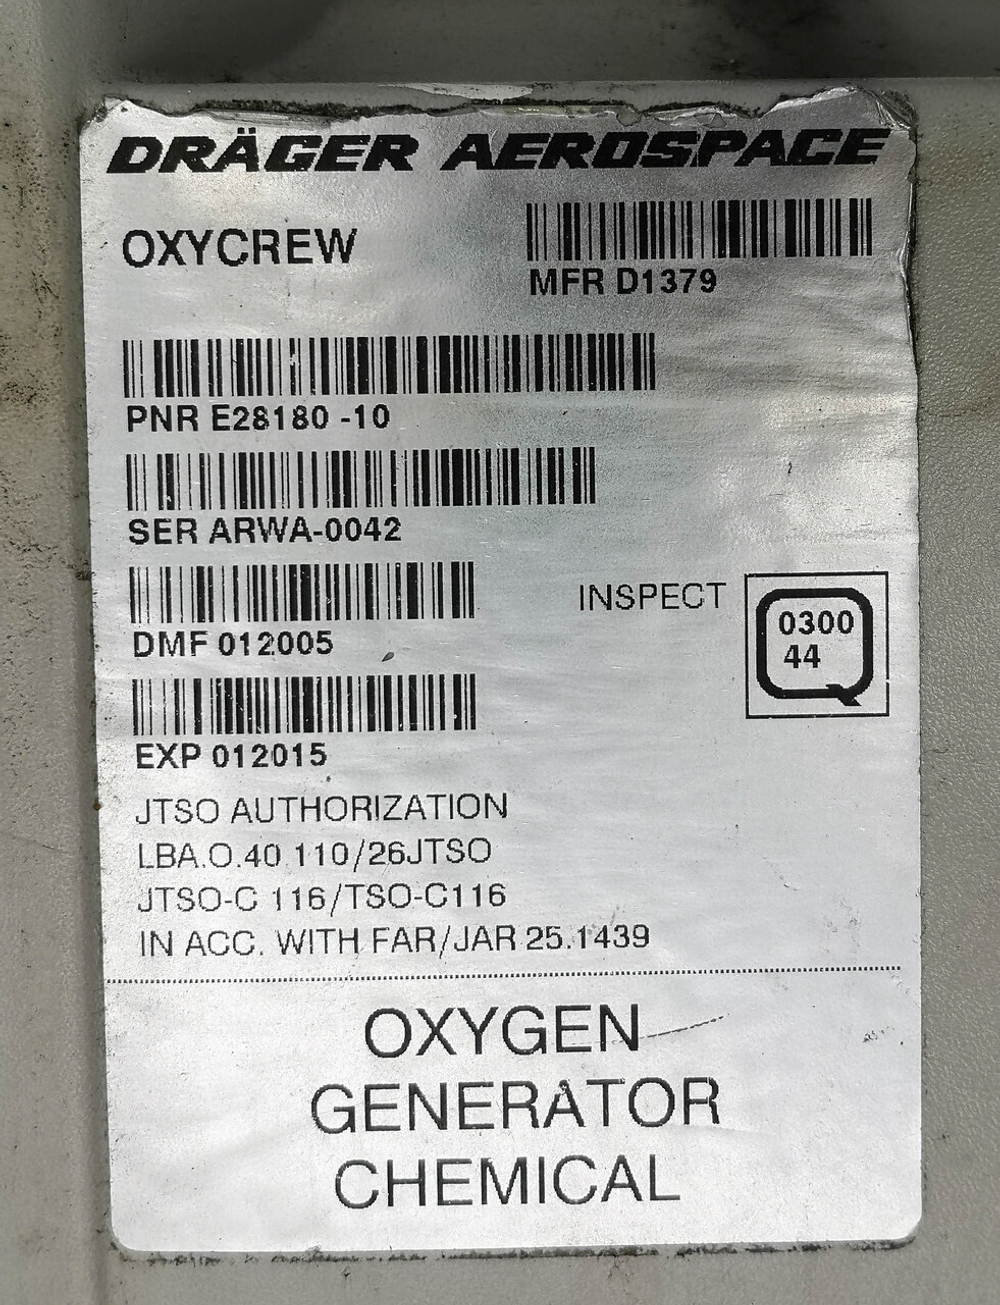 DRÄGER AEROSPACE
OXYCREW
MFR D1379
PNR E28180 -10
SER ARWA-0042
DMF 012005
INSPECT
0300
44
EXP 012015
JTSO AUTHORIZATION
LBA.O.40 110/26JTSO
JTSO-C 116/TSO-C116
IN ACC. WITH FAR/JAR 25.1439
OXYGEN
GENERATOR
CHEMICAL